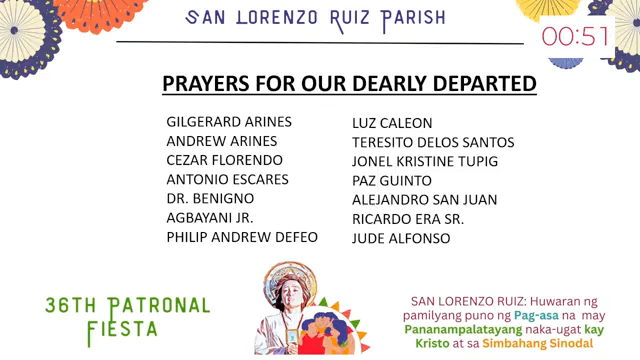 San Lorenzo Ruiz Parish
00:51
PRAYERS FOR OUR DEARLY DEPARTED
GILGERARD ARINES
ANDREW ARINES
CEZAR FLORENDO
ANTONIO ESCARES
DR. BENIGNO
AGBAYANI JR.
PHILIP ANDREW DEFEO
LUZ CALEON
TERESITO DELOS SANTOS
JONEL KRISTINE TUPIG
PAZ GUINTO
ALEJANDRO SAN JUAN
RICARDO ERA SR.
JUDE ALFONSO
36th Patronal
Fiesta
SAN LORENZO RUIZ: Huwaran ng
pamilyang puno ng Pag-asa na may
Pananampalatayang naka-ugat kay
Kristo at sa Simbahang Sinodal